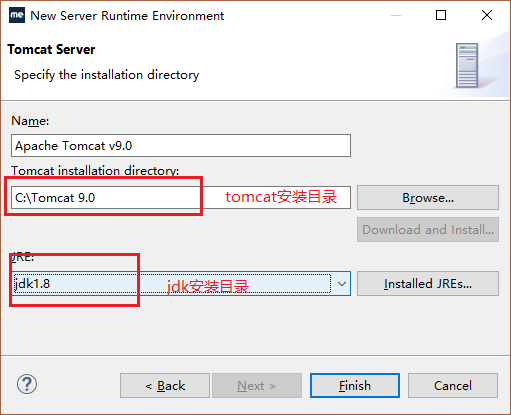 me New Server Runtime Environment
Tomcat Server
Specify the installation directory
Name:
Apache Tomcat v9.0
Tomcat installation directory:
C:\Tomcat 9.0
tomcat安装目录
Browse...
Download and Install...
JRE:
jdk1.8
jdk安装目录
Installed JREs...
?
< Back
Next >
Finish
Cancel